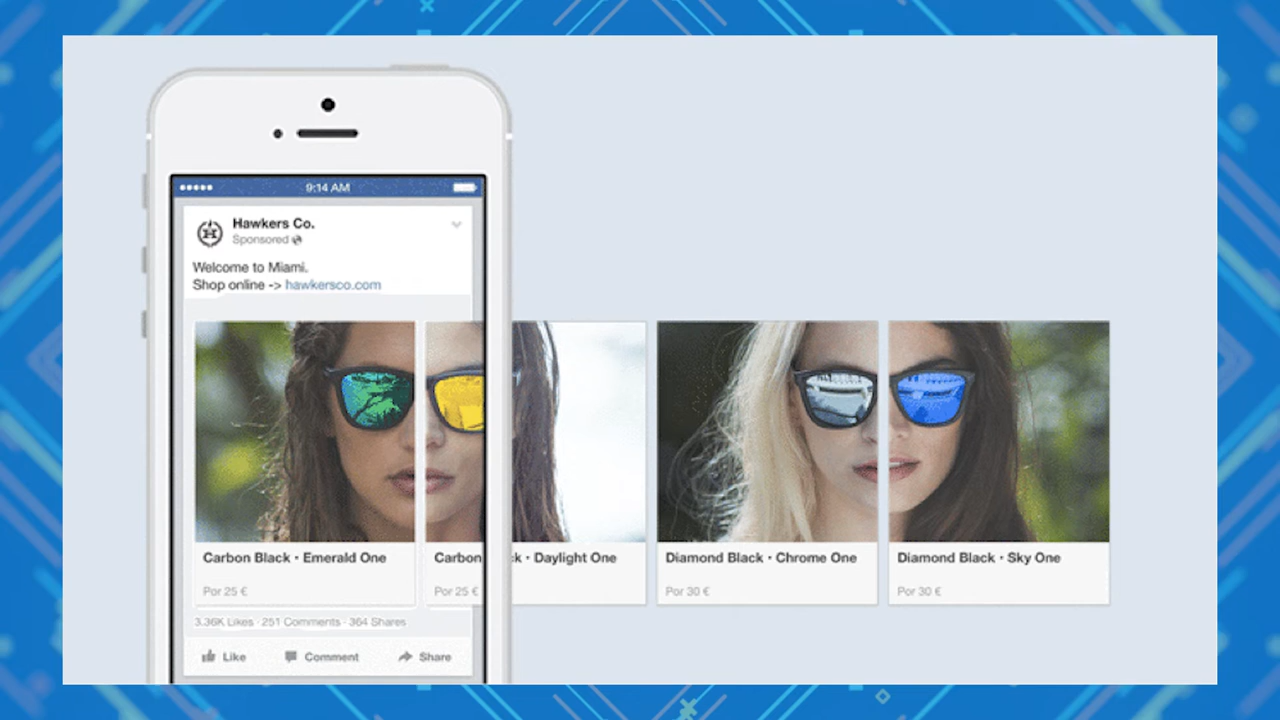 9:14 AM
Hawkers Co.
Sponsored
Welcome to Miami.
Shop online -> hawkersco.com
Carbon Black • Emerald One
Por 25 €
Carbon
ck • Daylight One
Por 25 €
Diamond Black • Chrome One
Por 30 €
Diamond Black • Sky One
Por 30 €
3.36K Likes · 251 Comments · 364 Shares
Like
Comment
Share